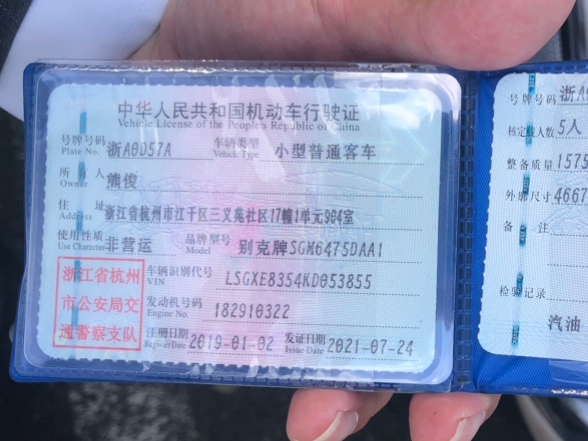 中华人民共和国机动车行驶证
Vehicle License of the People's Republic of China
号牌号码 浙A0D57A 车辆类型 小型普通客车
Plate No. Vehicle Type
所有人 熊俊
Owner
住址 浙江省杭州市江干区三义苑社区17幢1单元904室
Address
使用性质 非营运 品牌型号 别克牌SGM6475DAA1
Use Character Model
浙江省杭州
市公安局交
通警察支队
车辆识别代号 LSGXE8354KD053855
VIN
发动机号码 182910322
Engine No.
注册日期 2019-01-02 发证日期 2021-07-24
Register Date Issue Date
号牌号码 浙A0
核定载人数 5人
整备质量 1575
外廓尺寸 4667
备注
检验记录
汽油